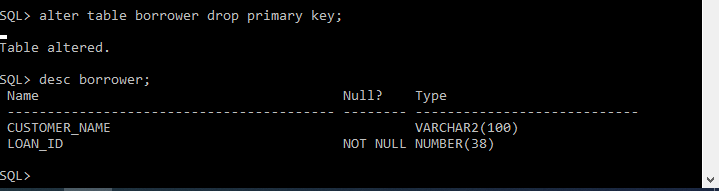 SQL> alter table borrower drop primary key;
Table altered.
SQL> desc borrower;
Name Null? Type
----------------------------------------- -------- ----------------------------
CUSTOMER_NAME VARCHAR2(100)
LOAN_ID NOT NULL NUMBER(38)
SQL>